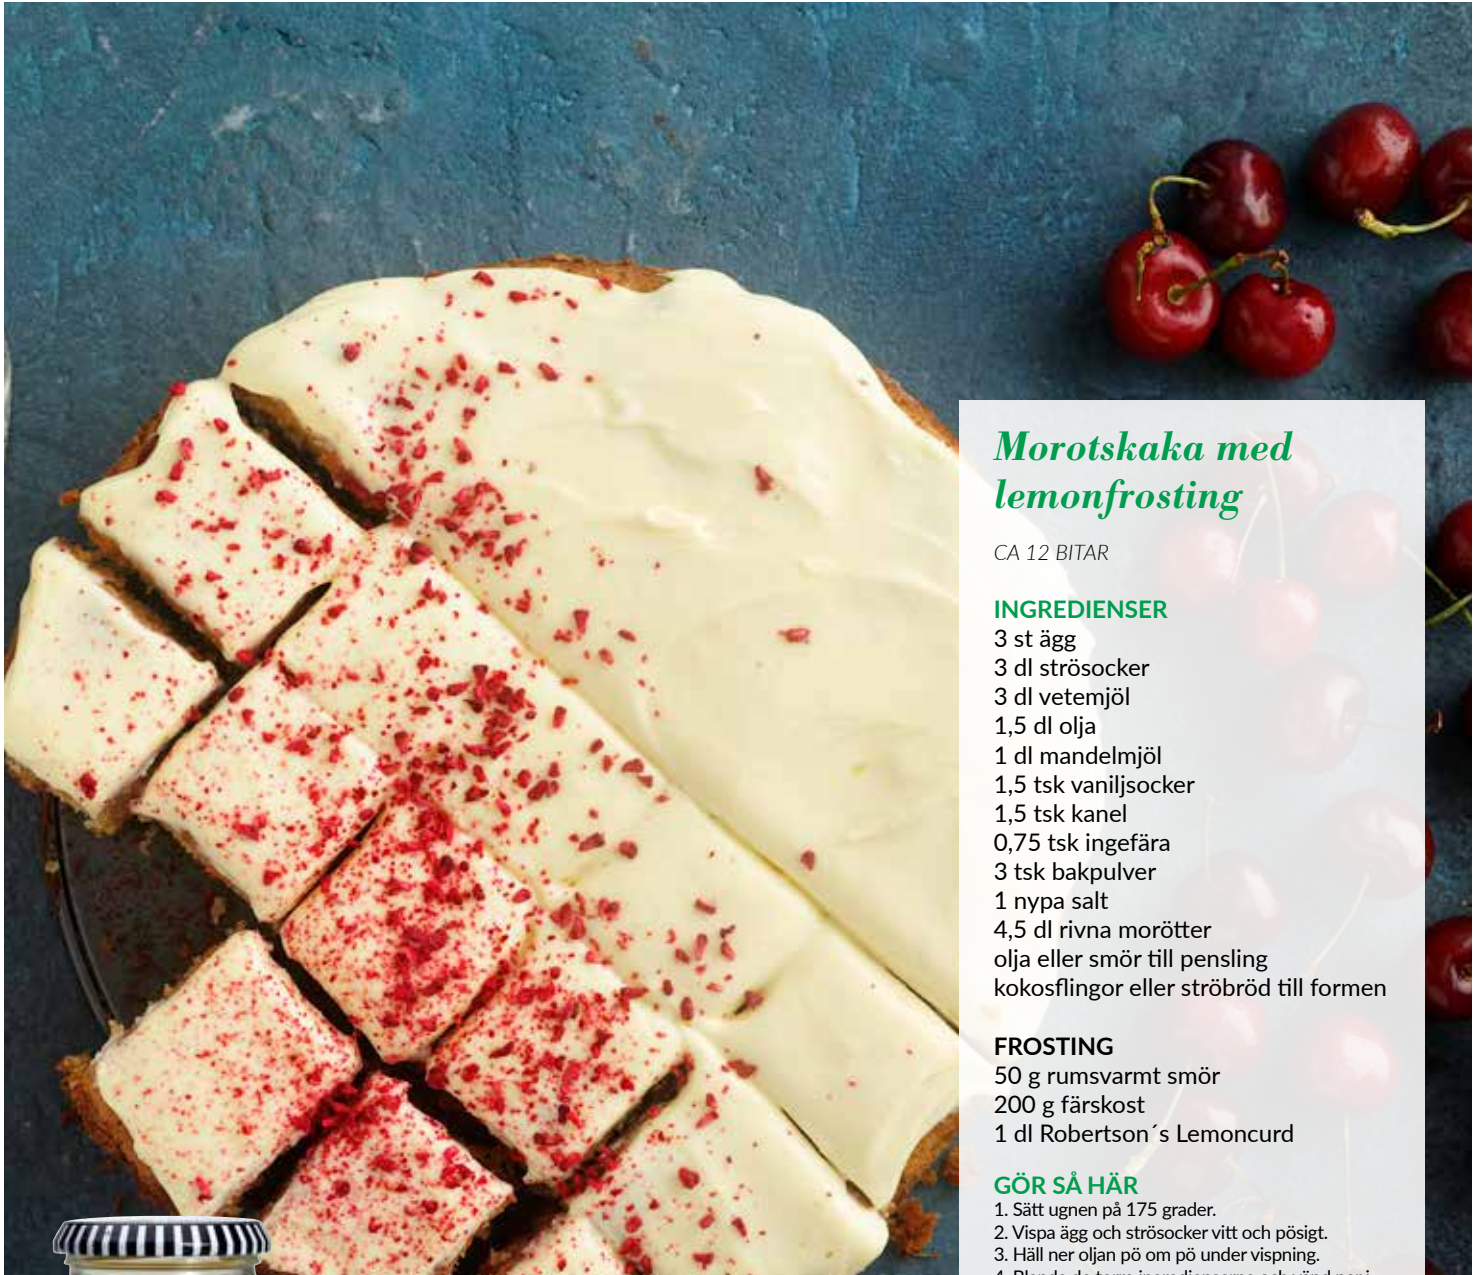 Morotskaka med
lemonfrosting
CA 12 BITAR
INGREDIENSER
3 st ägg
3 dl strösocker
3 dl vetemjöl
1,5 dl olja
1 dl mandelmjöl
1,5 tsk vaniljsocker
1,5 tsk kanel
0,75 tsk ingefära
3 tsk bakpulver
1 nypa salt
4,5 dl rivna morötter
olja eller smör till pensling
kokosflingor eller ströbröd till formen
FROSTING
50 g rumsvarmt smör
200 g färskost
1 dl Robertson´s Lemoncurd
GÖR SÅ HÄR
1. Sätt ugnen på 175 grader.
2. Vispa ägg och strösocker vitt och pösigt.
3. Häll ner oljan pö om pö under vispning.